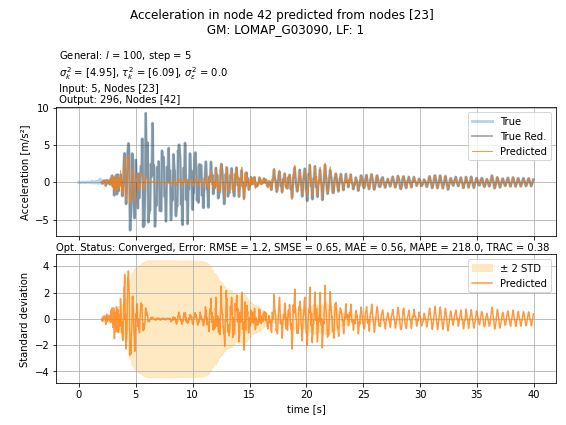 Acceleration in node 42 predicted from nodes [23]
GM: LOMAP_G03090, LF: 1
General: l = 100, step = 5
σ²ₖ = [4.95], τ²ₖ = [6.09], σ²ε = 0.0
Input: 5, Nodes [23]
Output: 296, Nodes [42]
Acceleration [m/s²]
10
5
0
−5
True
True Red.
Predicted
Opt. Status: Converged, Error: RMSE = 1.2, SMSE = 0.65, MAE = 0.56, MAPE = 218.0, TRAC = 0.38
Standard deviation
4
2
0
−2
−4
± 2 STD
Predicted
0 5 10 15 20 25 30 35 40
time [s]